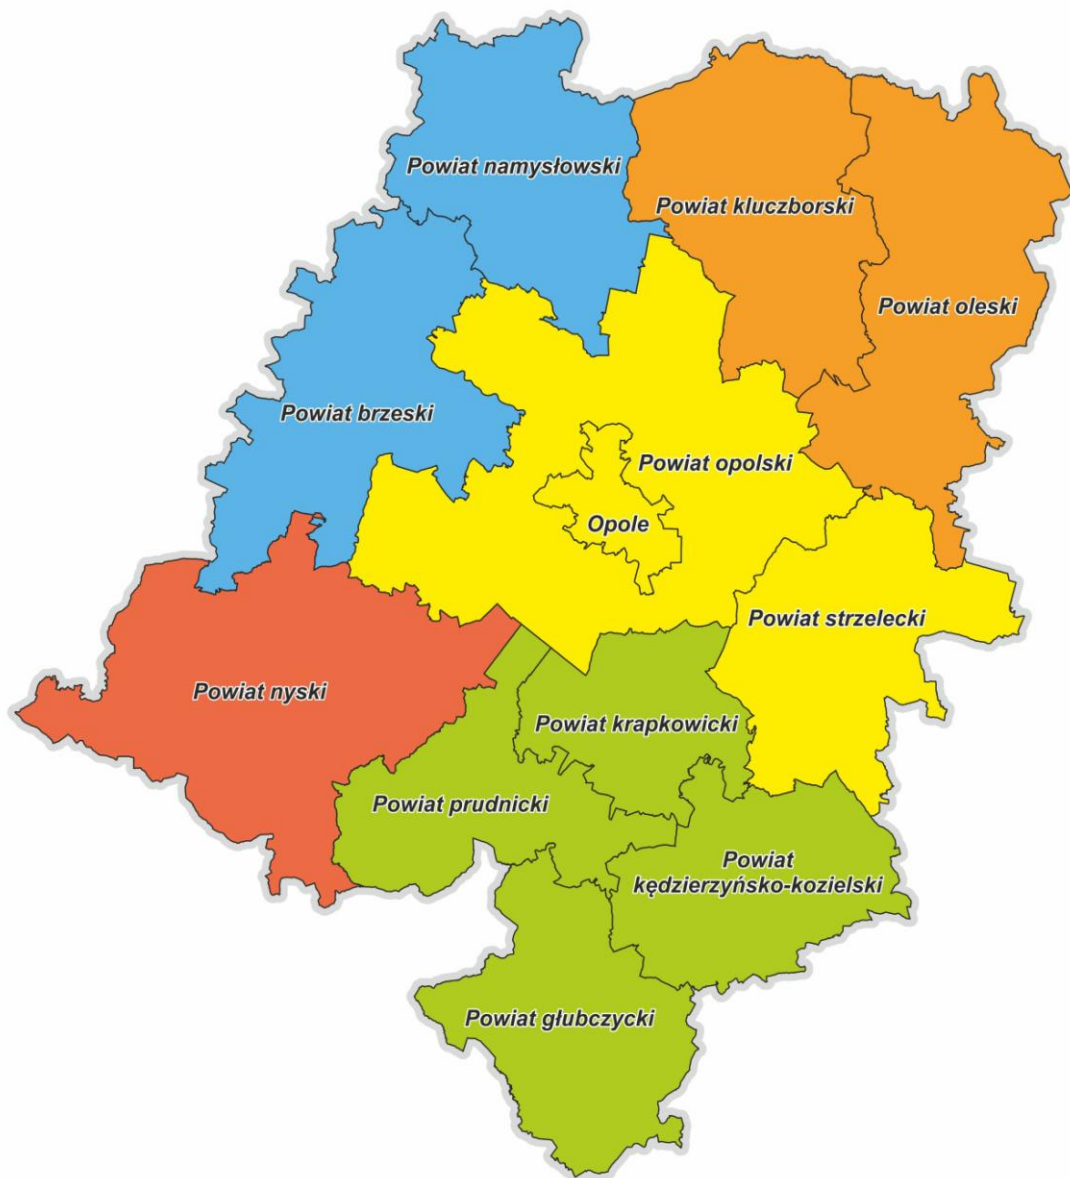 Powiat namysłowski
Powiat kluczborski
Powiat oleski
Powiat brzeski
Powiat opolski
Opole
Powiat strzelecki
Powiat nyski
Powiat krapkowicki
Powiat prudnicki
Powiat
kędzierzyńsko-kozielski
Powiat głubczycki